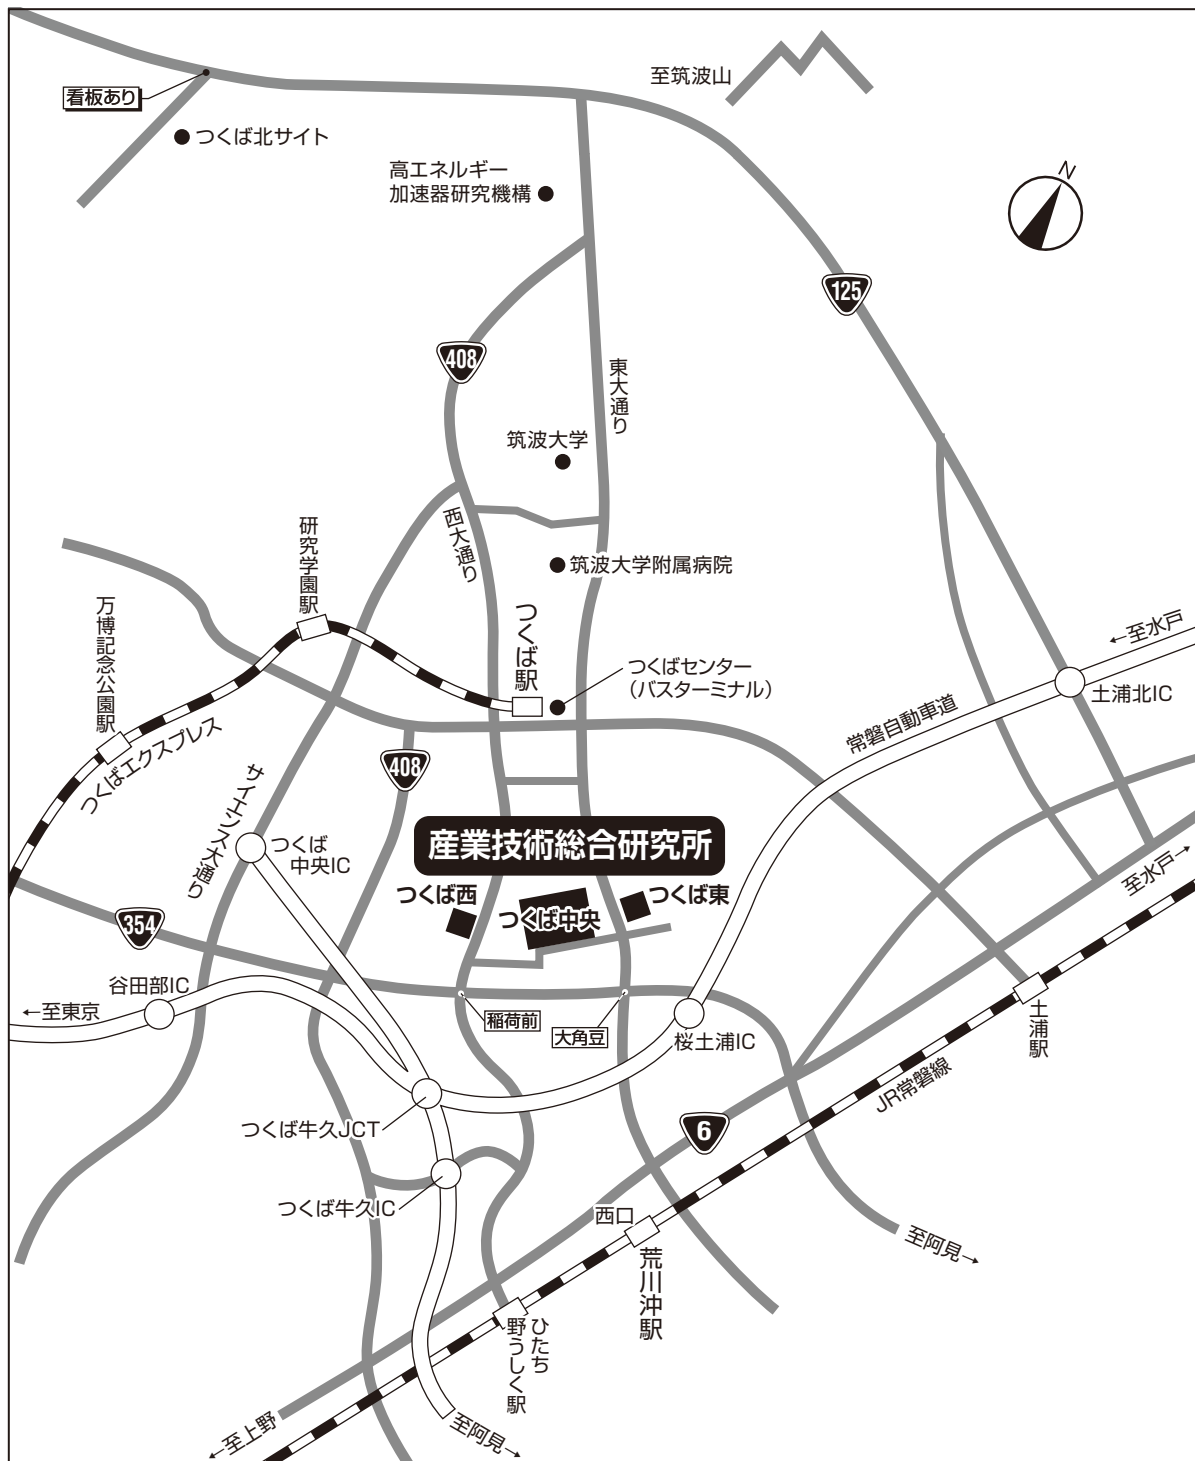 至筑波山
看板あり
つくば北サイト
高エネルギー
加速器研究機構
N
125
408
東大通り
筑波大学
西大通り
研究学園駅
筑波大学附属病院
万博記念公園駅
つくば駅
つくばセンター
（バスターミナル）
←至水戸
土浦北IC
常磐自動車道
つくばエクスプレス
408
サイエンス大通り
つくば
中央IC
産業技術総合研究所
つくば西
つくば中央
つくば東
至水戸→
354
谷田部IC
←至東京
稲荷前
大角豆
桜土浦IC
土浦駅
JR常磐線
つくば牛久JCT
6
つくば牛久IC
西口
荒川沖駅
至阿見→
ひたち
野うしく駅
←至上野
至阿見→